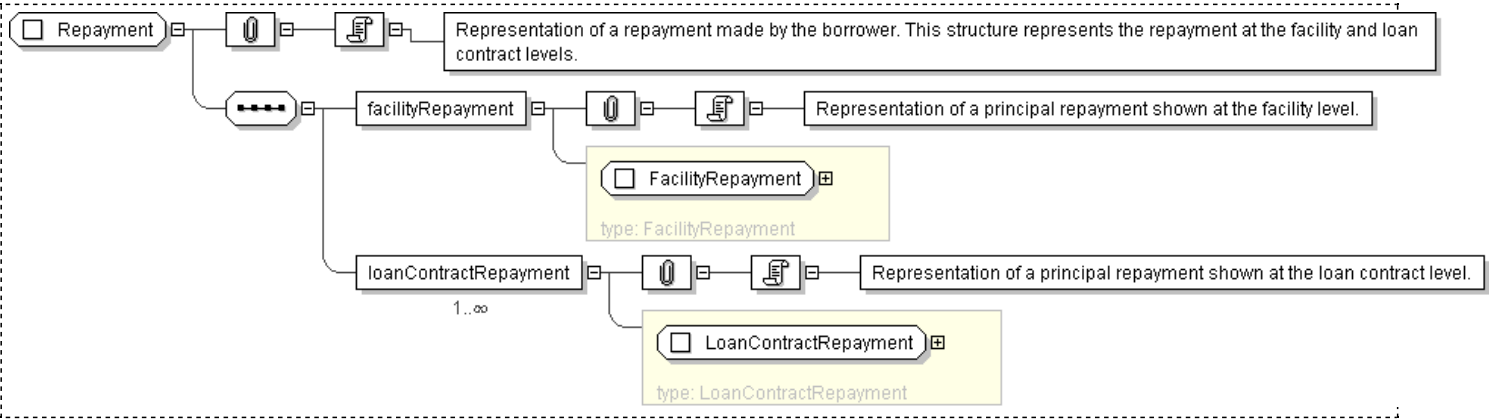 Repayment
Representation of a repayment made by the borrower. This structure represents the repayment at the facility and loan
contract levels.
facilityRepayment
Representation of a principal repayment shown at the facility level.
FacilityRepayment
type: FacilityRepayment
loanContractRepayment
Representation of a principal repayment shown at the loan contract level.
1..∞
LoanContractRepayment
type: LoanContractRepayment